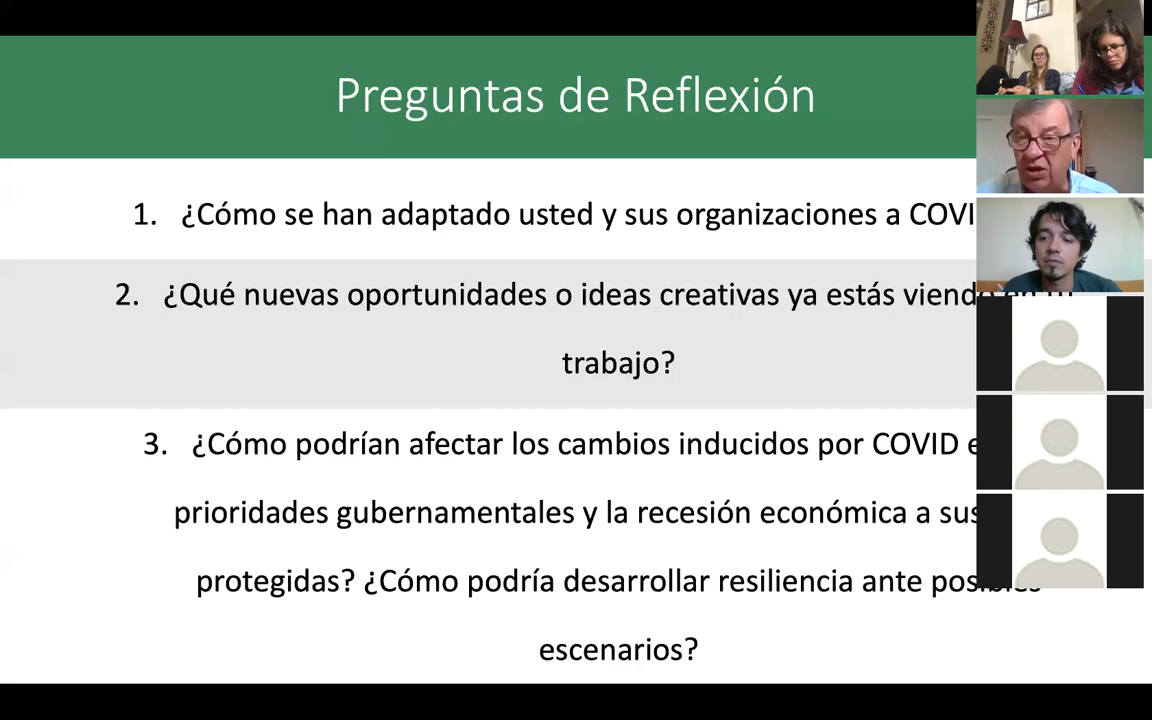 Preguntas de Reflexión
1. ¿Cómo se han adaptado usted y sus organizaciones a
2. ¿Qué nuevas oportunidades o ideas creativas ya estás
trabajo?
3. ¿Cómo podrían afectar los cambios inducidos por COVID
prioridades gubernamentales y la recesión económica a sus
protegidas? ¿Cómo podría desarrollar resiliencia ante
escenarios?